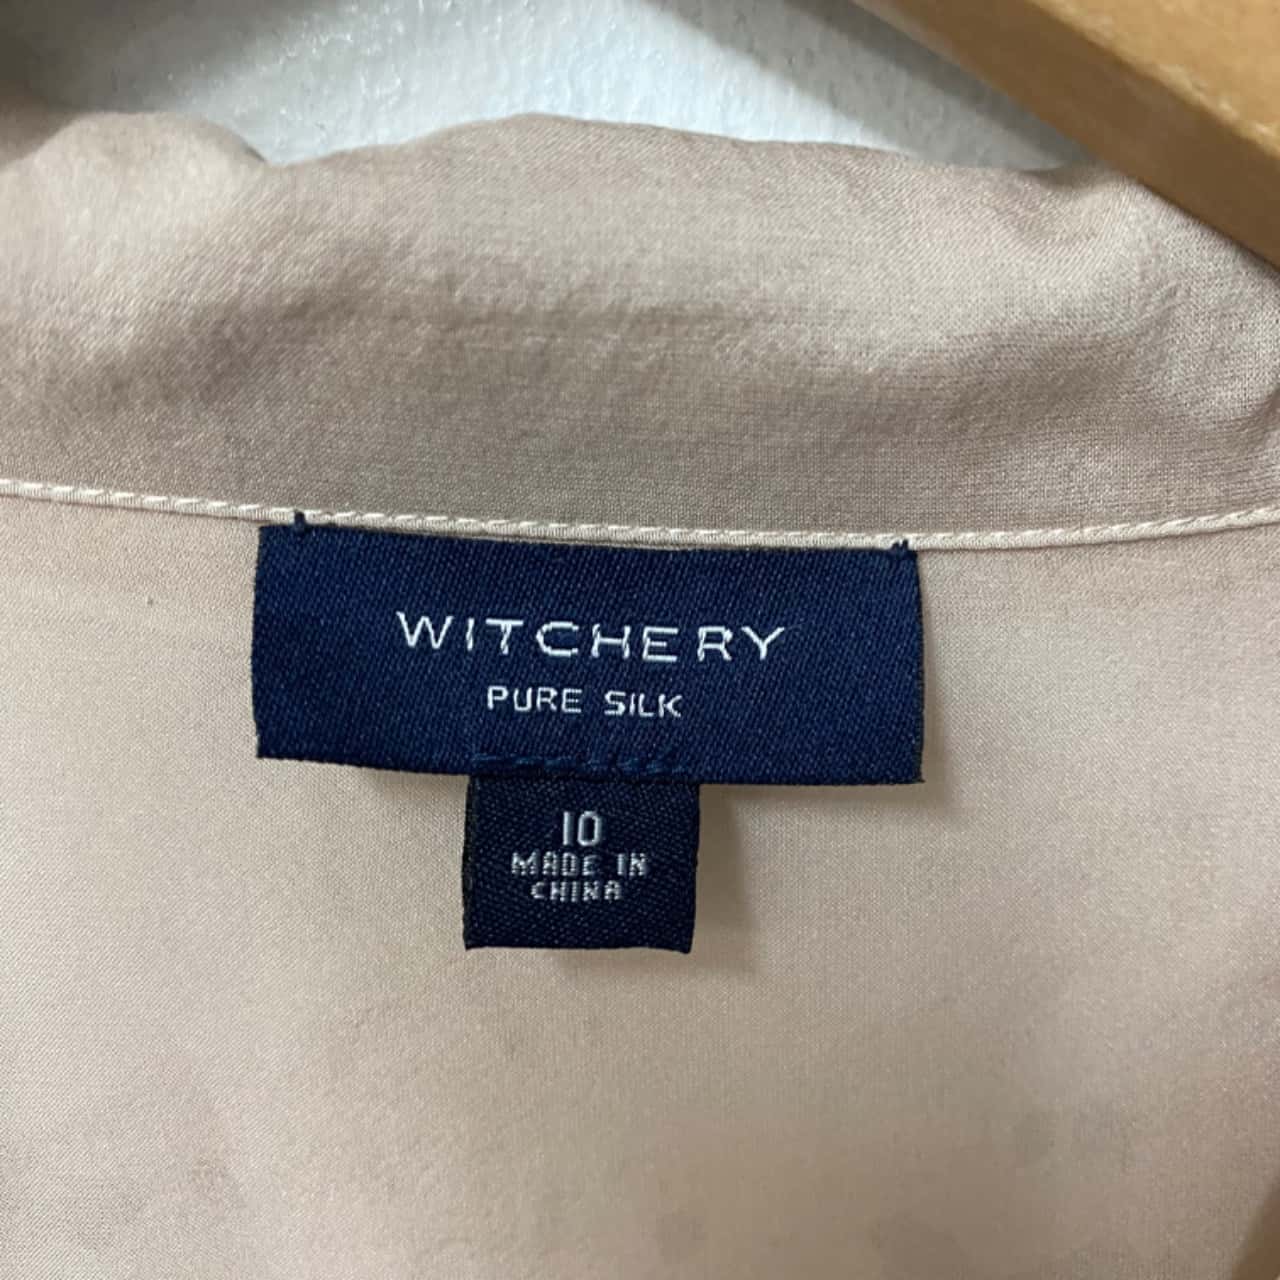 WITCHERY
PURE SILK
10
MADE IN
CHINA